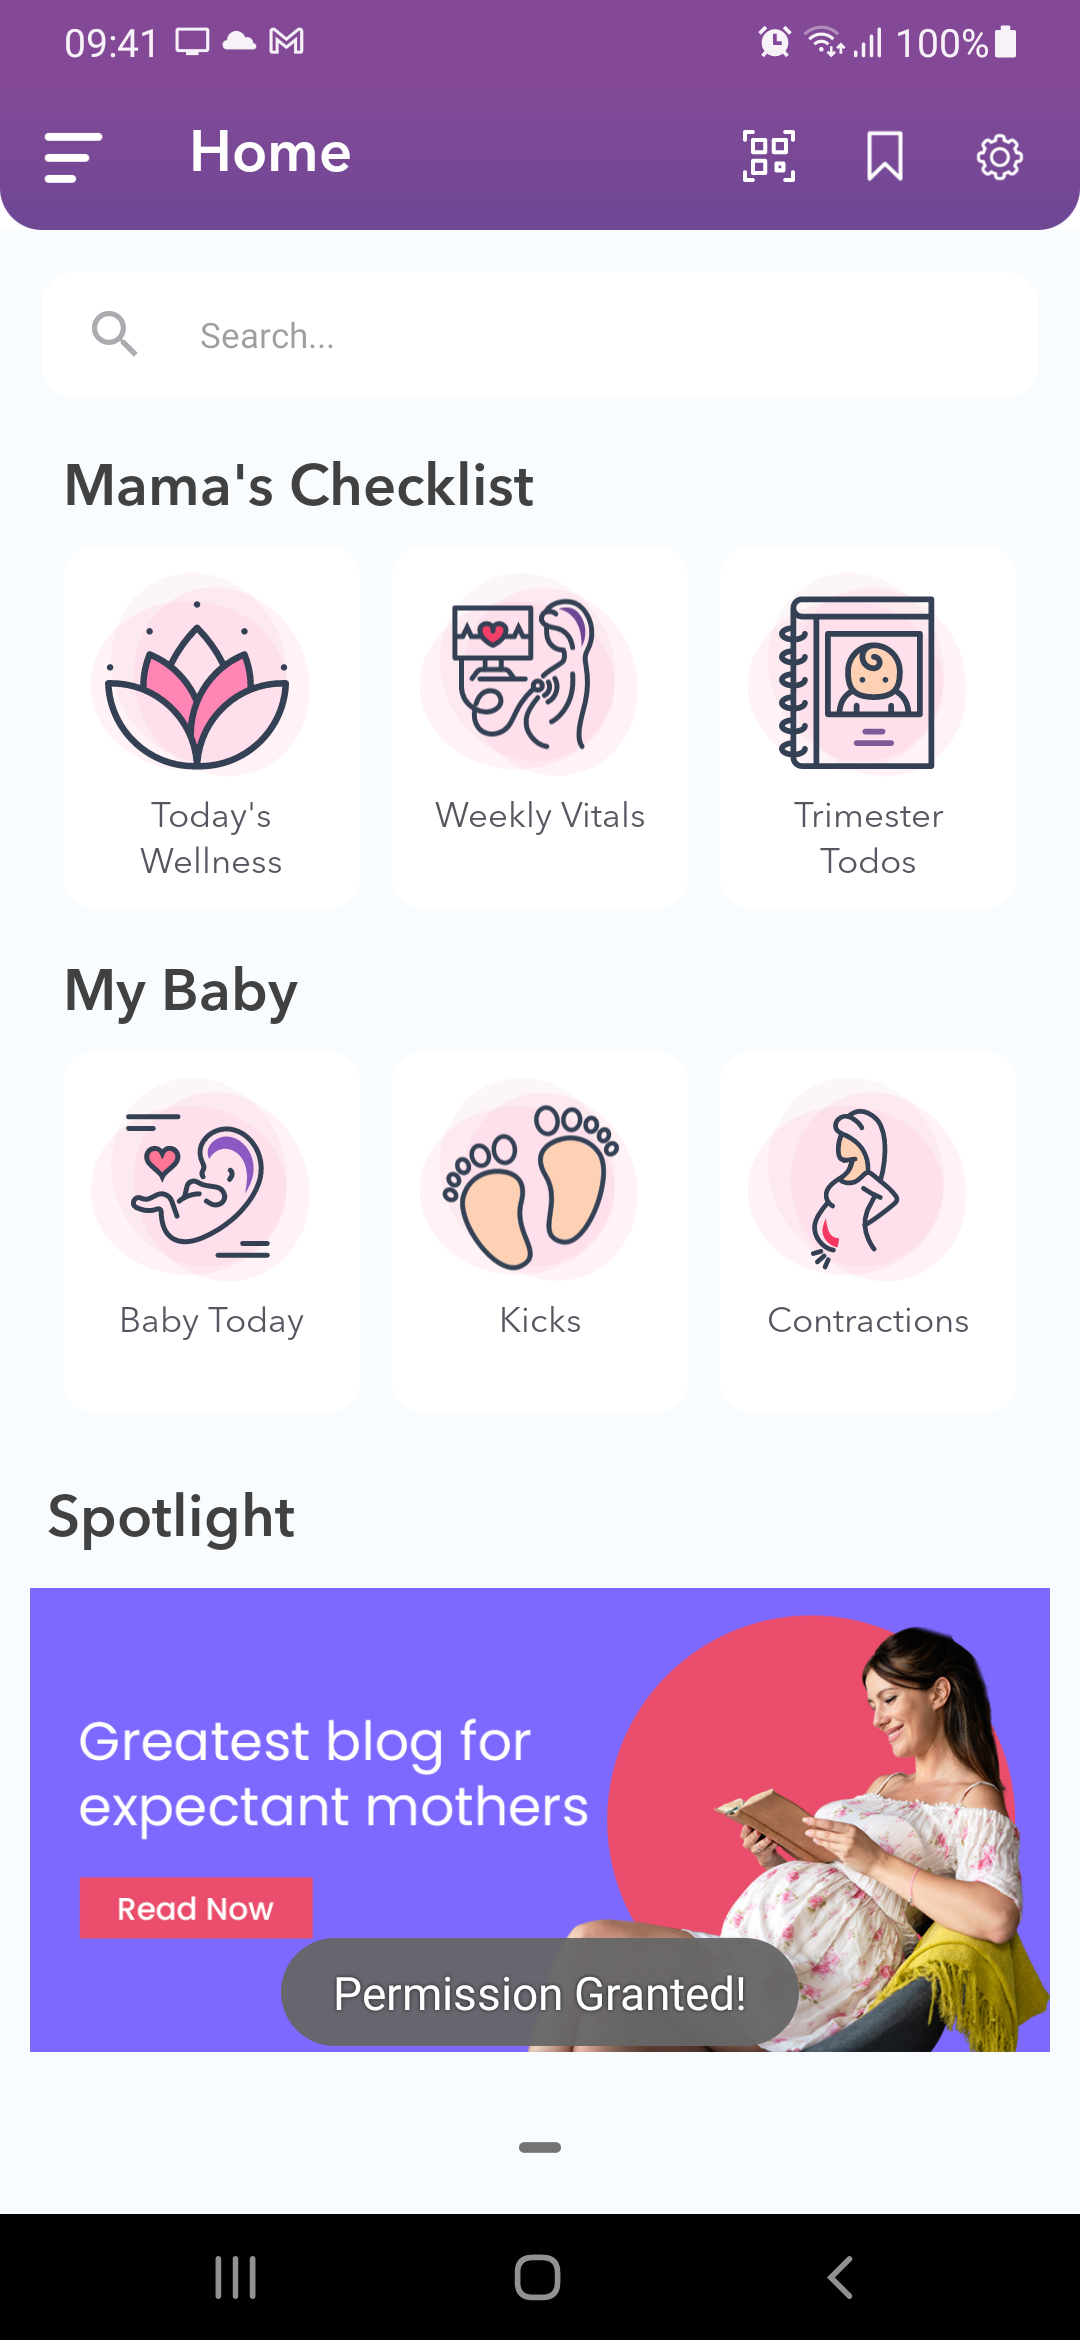 09:41
100%
Home
Search...
Mama's Checklist
Today's
Wellness
Weekly Vitals
Trimester
Todos
My Baby
Baby Today
Kicks
Contractions
Spotlight
Greatest blog for
expectant mothers
Read Now
Permission Granted!